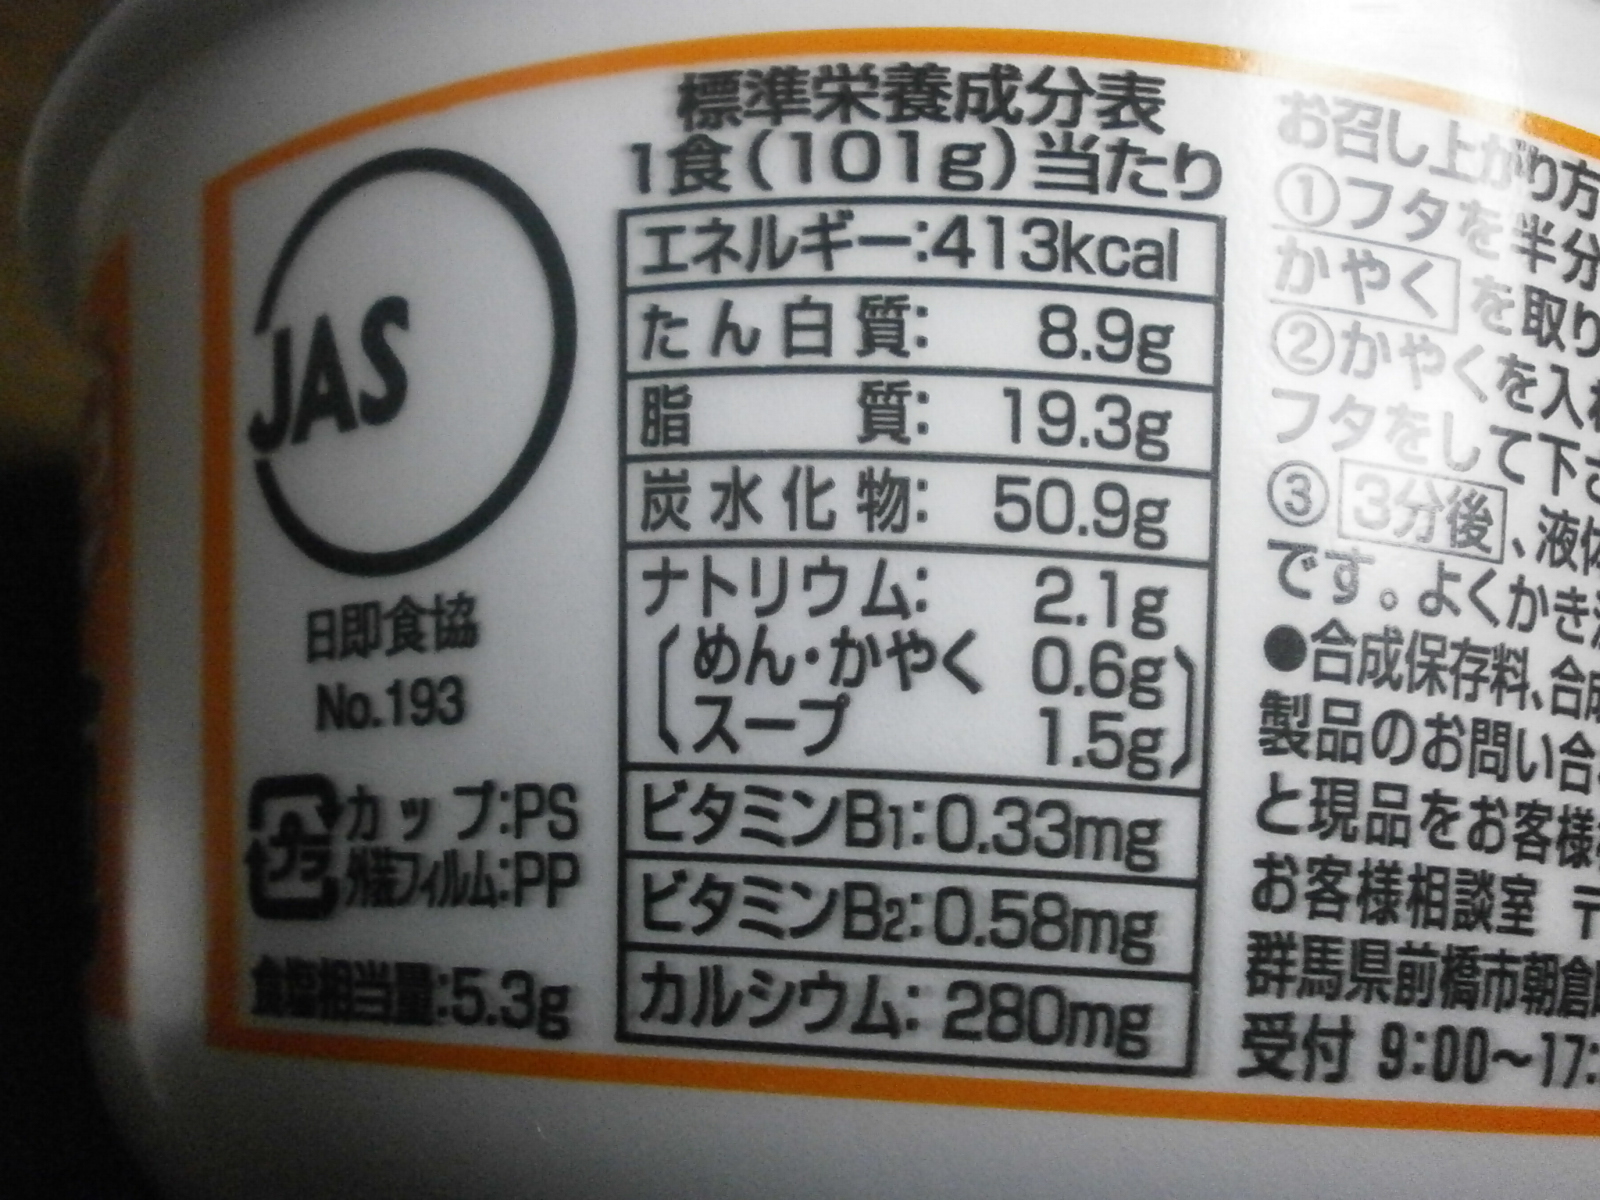 標準栄養成分表
1食(101g)当たり
エネルギー:413kcal
たん白質: 8.9g
脂質: 19.3g
炭水化物: 50.9g
ナトリウム: 2.1g
(めん・かやく 0.6g
スープ 1.5g)
ビタミンB1:0.33mg
ビタミンB2:0.58mg
カルシウム: 280mg
JAS
日即食協
No.193
プラ
カップ:PS
外装フィルム:PP
食塩相当量:5.3g
お召し上がり方
①フタを半分
かやくを取り
②かやくを入れ
フタをして下さ
③3分後、液体
です。よくかき
●合成保存料、合成
製品のお問い合
と現品をお客様
お客様相談室 〒
群馬県前橋市朝倉
受付 9:00~17: